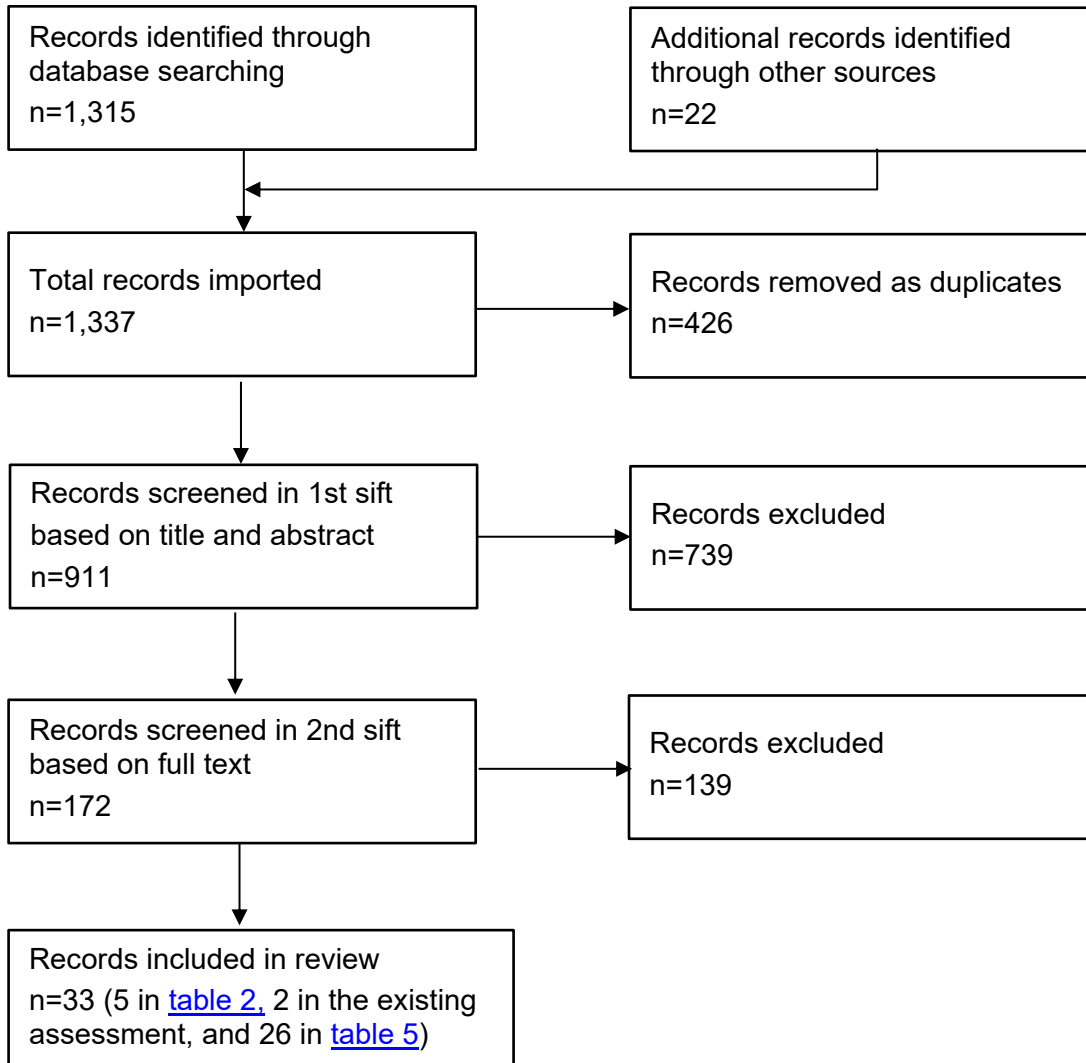 Records identified through
database searching
n=1,315
Additional records identified
through other sources
n=22
Total records imported
n=1,337
Records removed as duplicates
n=426
Records screened in 1st sift
based on title and abstract
n=911
Records excluded
n=739
Records screened in 2nd sift
based on full text
n=172
Records excluded
n=139
Records included in review
n=33 (5 in table 2, 2 in the existing
assessment, and 26 in table 5)